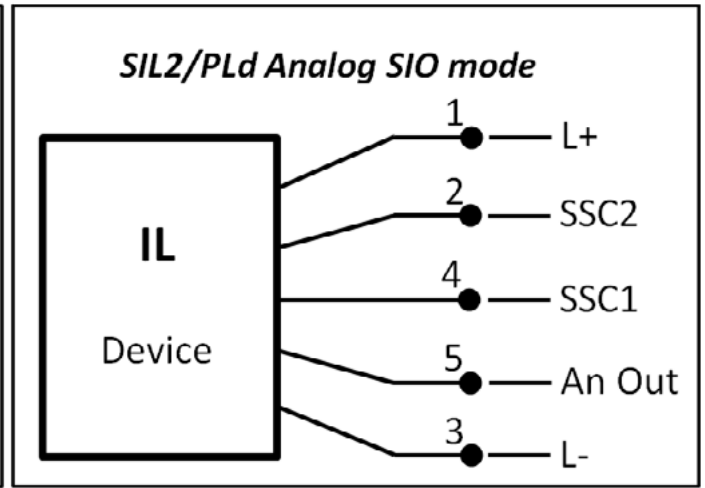 SIL2/PLd Analog SIO mode
1
L+
2
SSC2
IL
4
SSC1
Device
5
An Out
3
L-